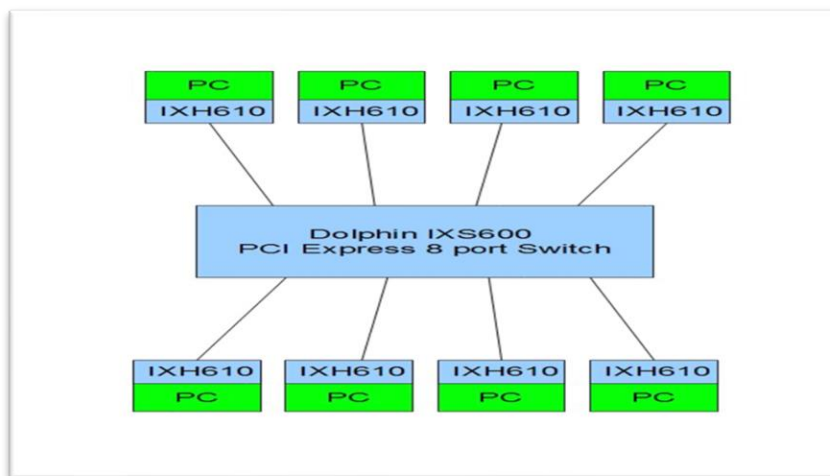 PC PC PC PC
IXH610 IXH610 IXH610 IXH610
Dolphin IXS600
PCI Express 8 port Switch
IXH610 IXH610 IXH610 IXH610
PC PC PC PC